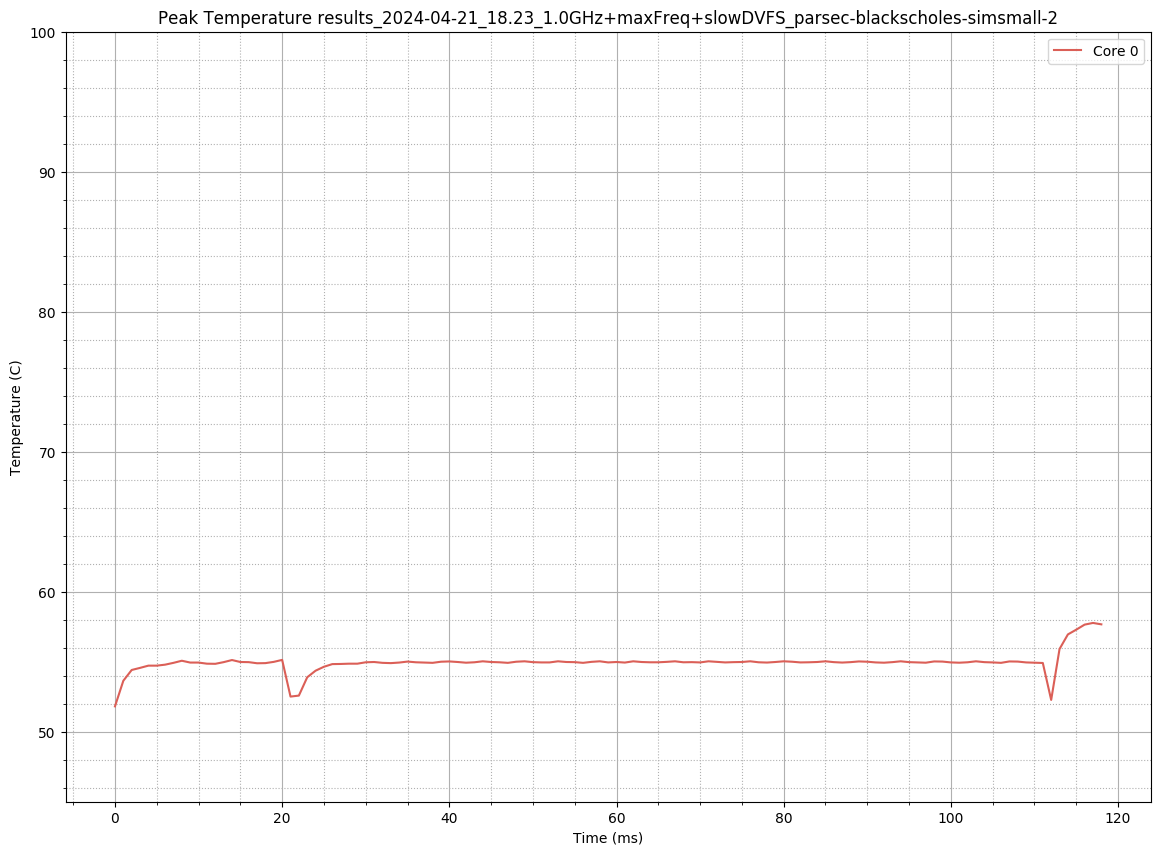 Peak Temperature results_2024-04-21_18.23_1.0GHz+maxFreq+slowDVFS_parsec-blackscholes-simsmall-2
Core 0
100
90
80
70
60
50
Temperature (C)
0 20 40 60 80 100 120
Time (ms)